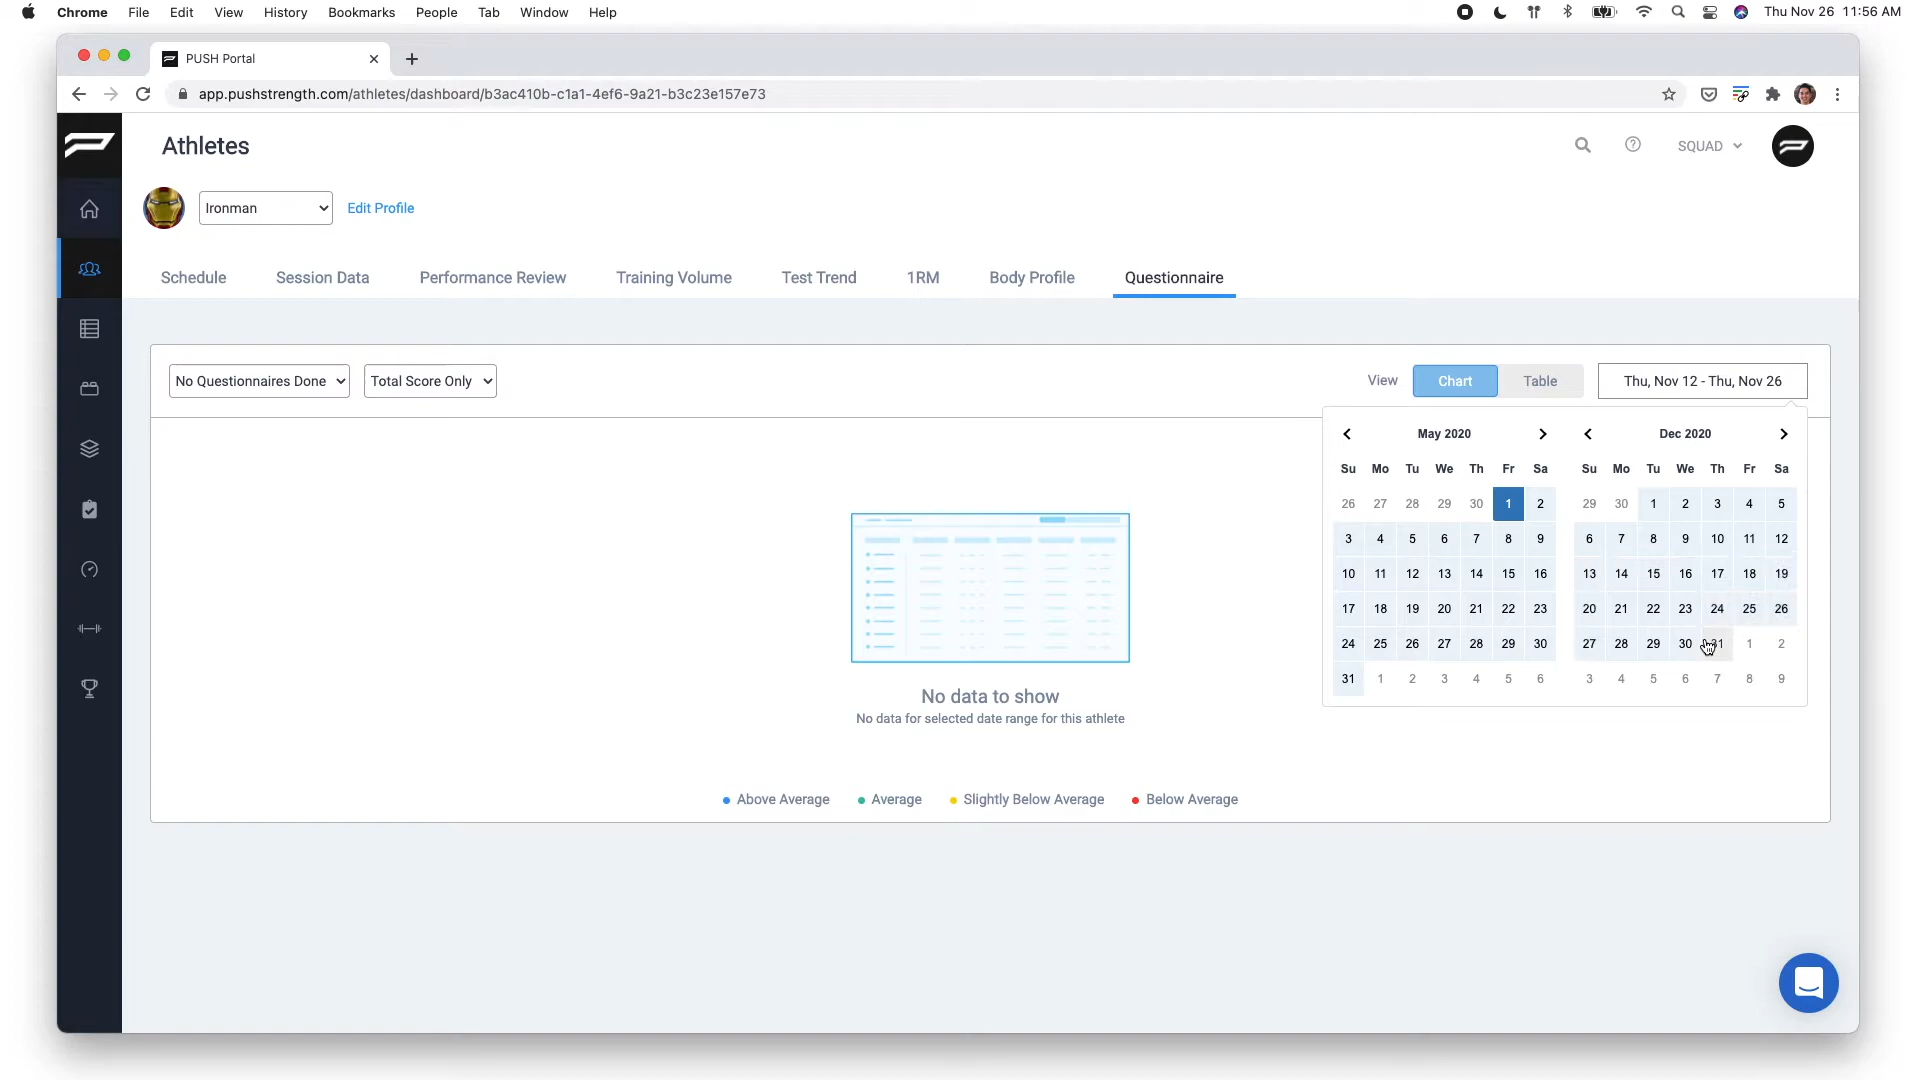 Chrome File Edit View History Bookmarks People Tab Window Help Thu Nov 26 11:56 AM
PUSH Portal
app.pushstrength.com/athletes/dashboard/b3ac410b-c1a1-4ef6-9a21-b3c23e157e73
Athletes SQUAD
Ironman Edit Profile
Schedule Session Data Performance Review Training Volume Test Trend 1RM Body Profile Questionnaire
No Questionnaires Done Total Score Only View Chart Table Thu, Nov 12 - Thu, Nov 26
May 2020 Dec 2020
Su Mo Tu We Th Fr Sa Su Mo Tu We Th Fr Sa
26 27 28 29 30 1 2 29 30 1 2 3 4 5
3 4 5 6 7 8 9 6 7 8 9 10 11 12
10 11 12 13 14 15 16 13 14 15 16 17 18 19
17 18 19 20 21 22 23 20 21 22 23 24 25 26
24 25 26 27 28 29 30 27 28 29 30 31 1 2
31 1 2 3 4 5 6 3 4 5 6 7 8 9
No data to show
No data for selected date range for this athlete
Above Average Average Slightly Below Average Below Average